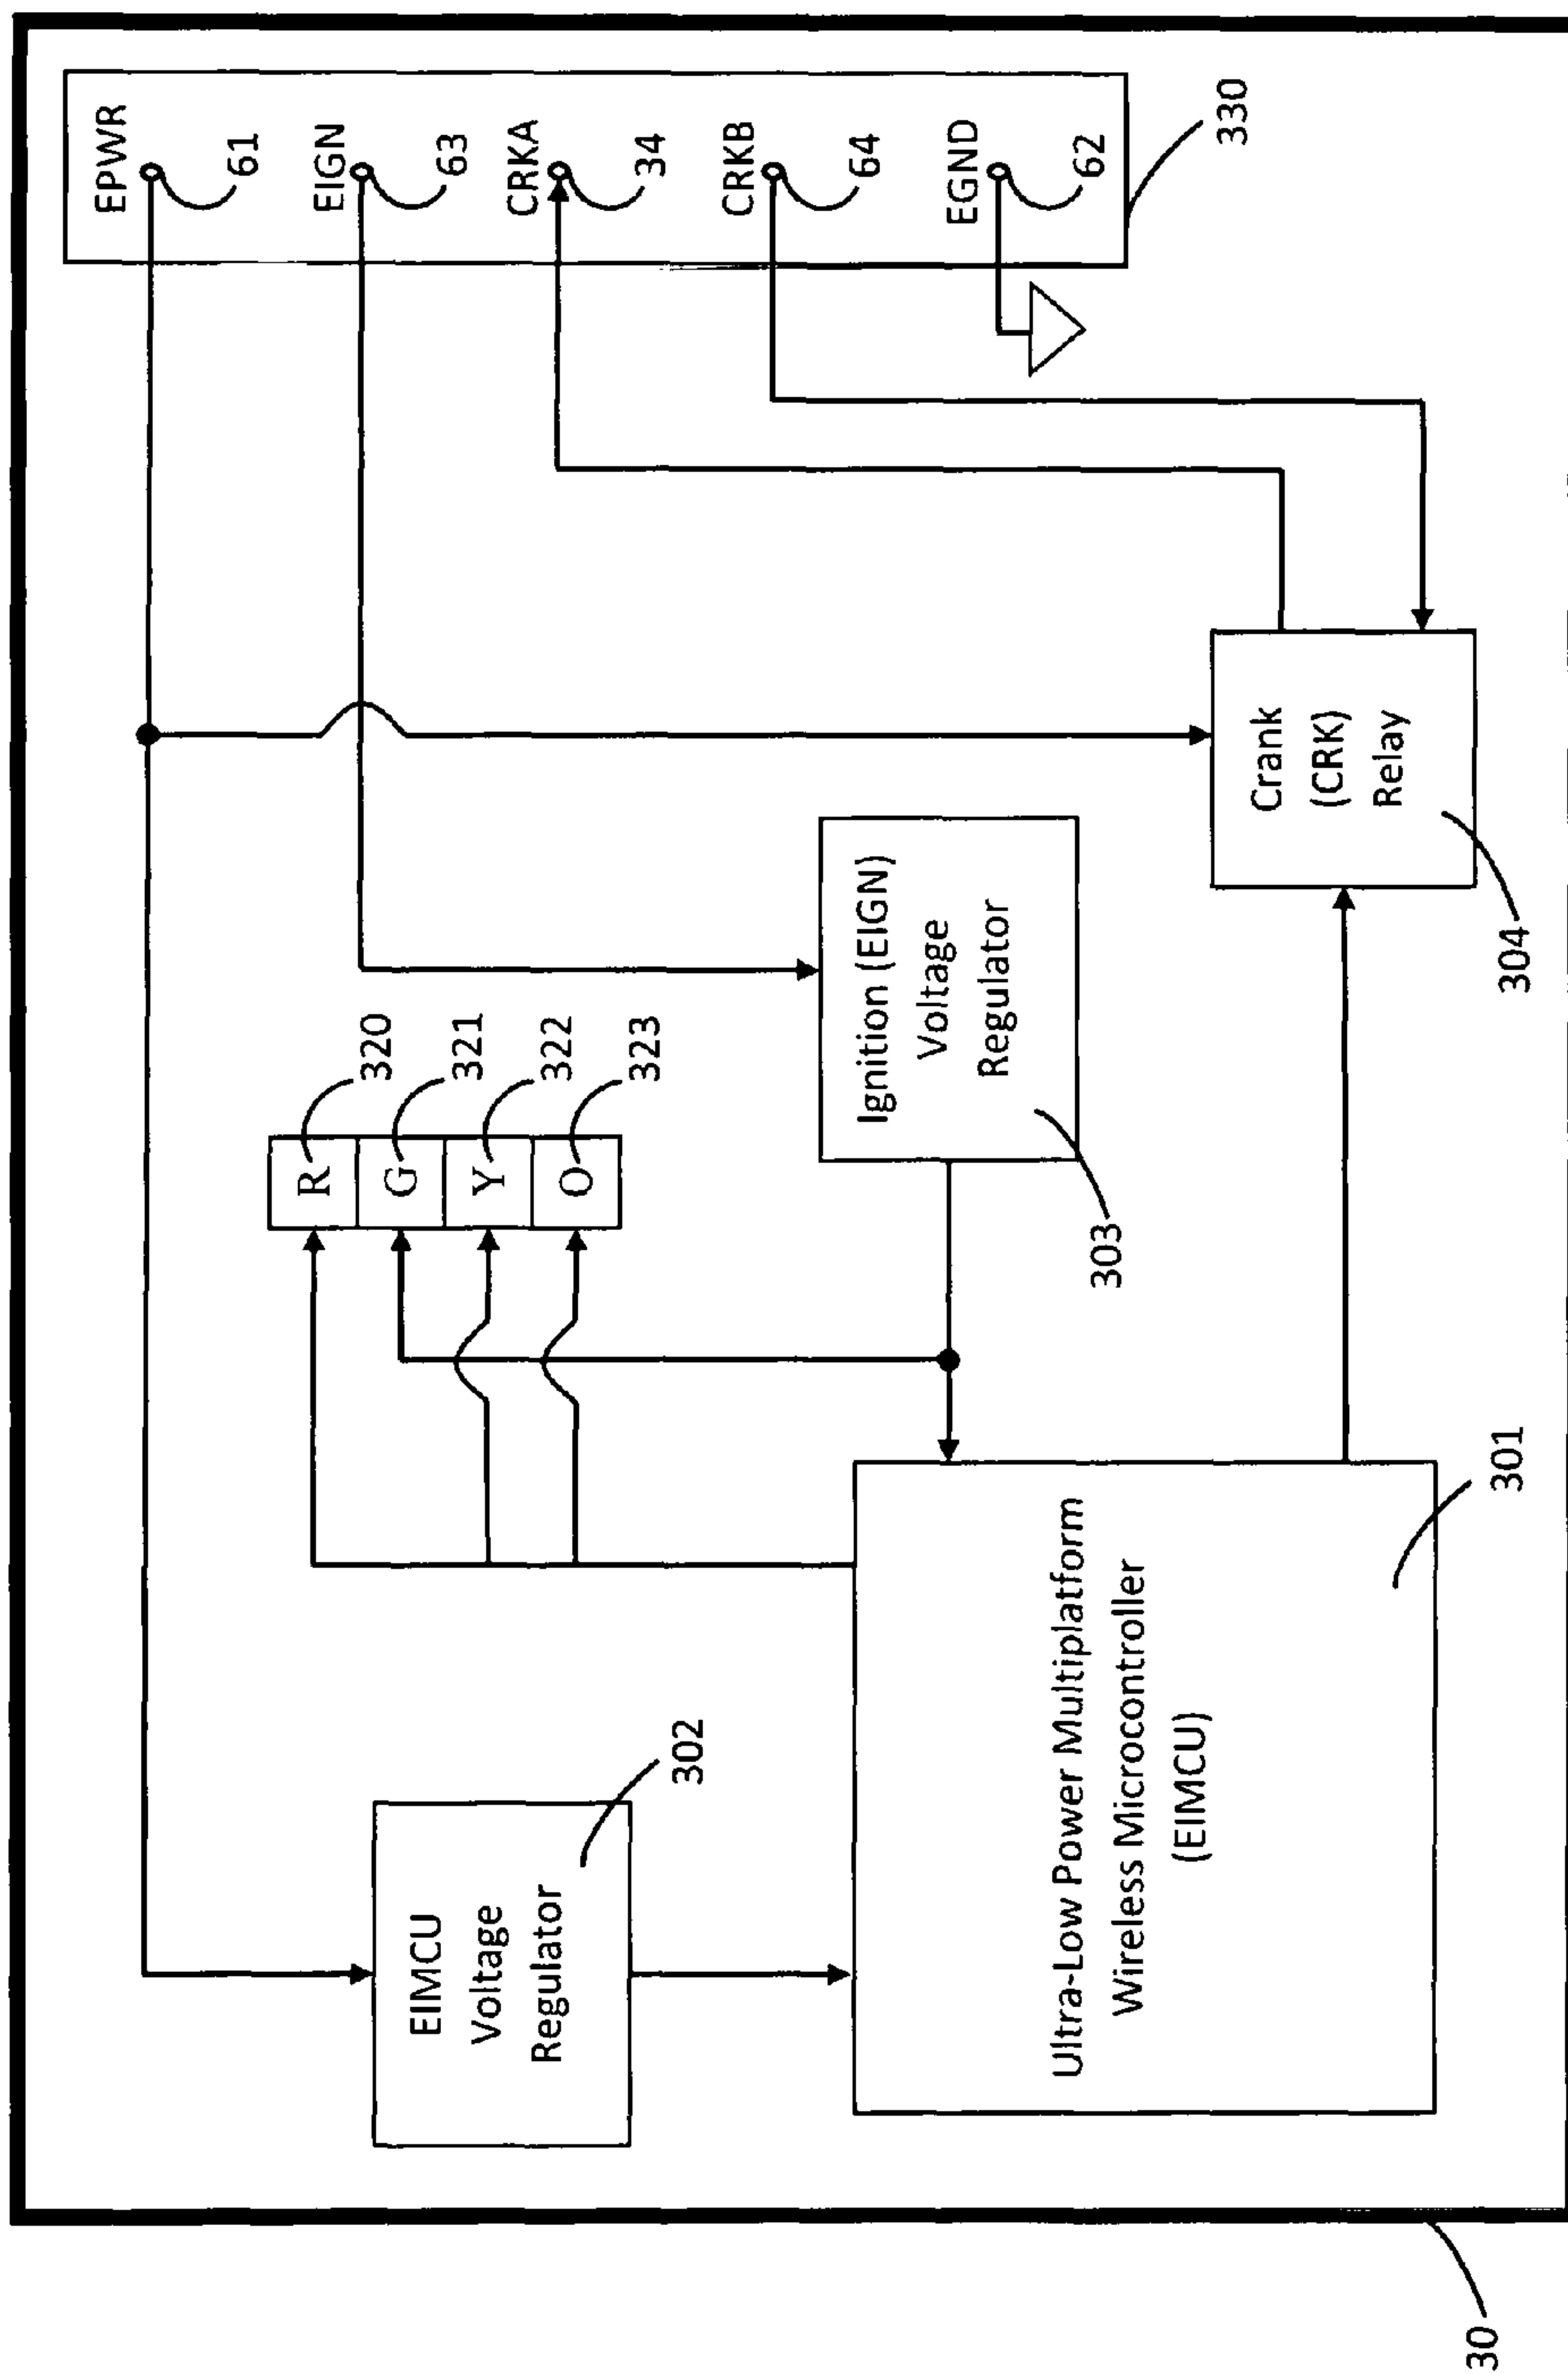 EPWR
61
EIGN
63
CRKA
34
CRKB
64
EGND
62
330
R
320
G
321
Y
322
O
323
EIMCU
Voltage
Regulator
302
Ignition (EIGN)
Voltage
Regulator
303
Crank
(CRK)
Relay
304
Ultra-Low Power Multiplatform
Wireless Microcontroller
(EIMCU)
301
30